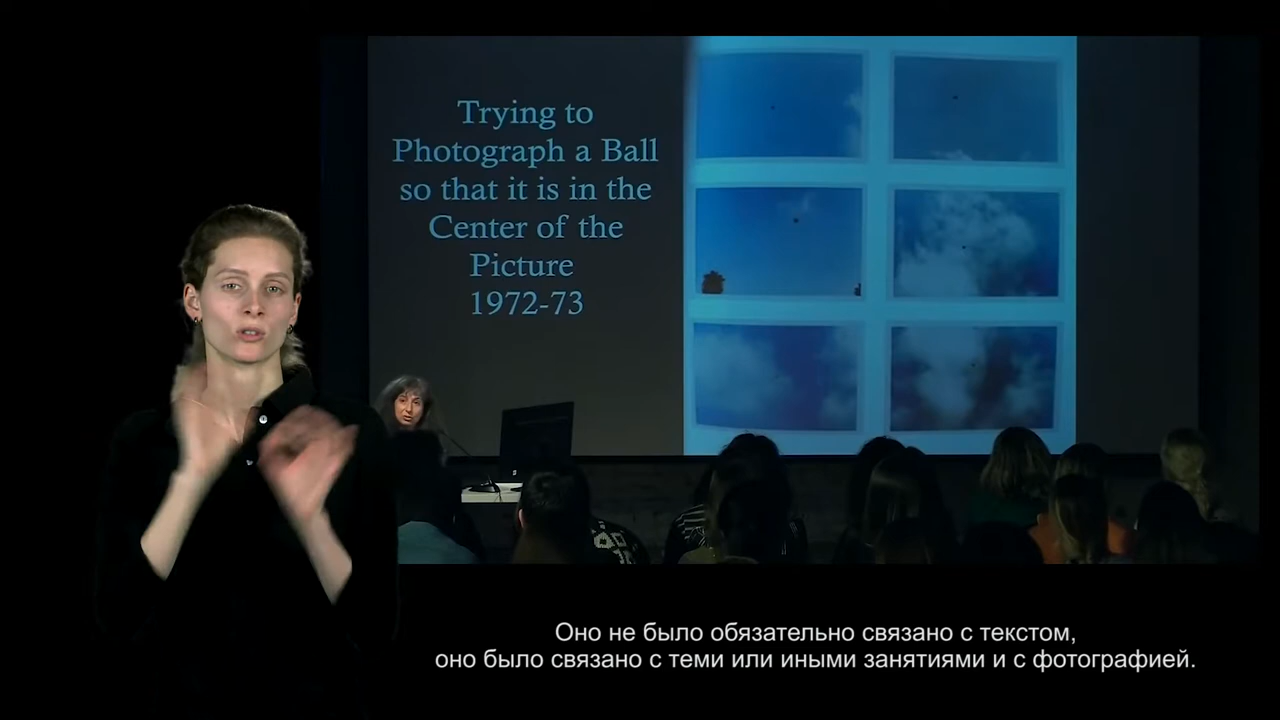 Trying to
Photograph a Ball
so that it is in the
Center of the
Picture
1972-73
Оно не было обязательно связано с текстом,
оно было связано с теми или иными занятиями и с фотографией.